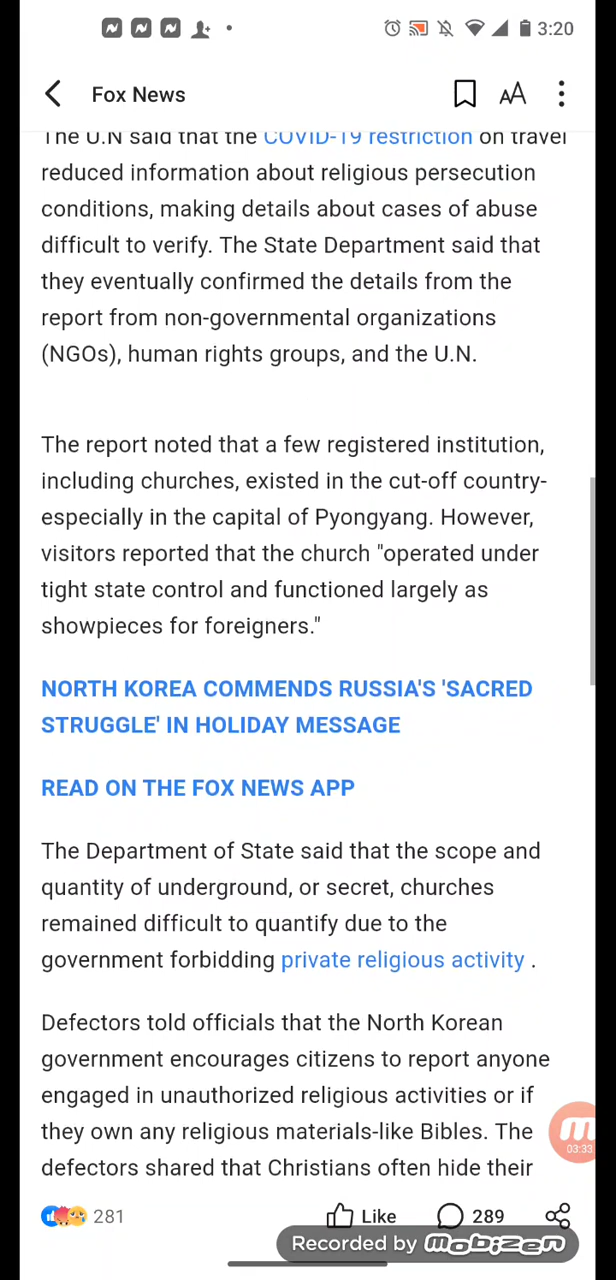 3:20
Fox News
AA
The U.N said that the COVID-19 restriction on travel
reduced information about religious persecution
conditions, making details about cases of abuse
difficult to verify. The State Department said that
they eventually confirmed the details from the
report from non-governmental organizations
(NGOs), human rights groups, and the U.N.
The report noted that a few registered institution,
including churches, existed in the cut-off country-
especially in the capital of Pyongyang. However,
visitors reported that the church "operated under
tight state control and functioned largely as
showpieces for foreigners."
NORTH KOREA COMMENDS RUSSIA'S 'SACRED
STRUGGLE' IN HOLIDAY MESSAGE
READ ON THE FOX NEWS APP
The Department of State said that the scope and
quantity of underground, or secret, churches
remained difficult to quantify due to the
government forbidding private religious activity .
Defectors told officials that the North Korean
government encourages citizens to report anyone
engaged in unauthorized religious activities or if
they own any religious materials-like Bibles. The
defectors shared that Christians often hide their
03:33
281 Like 289
Recorded by mobizen